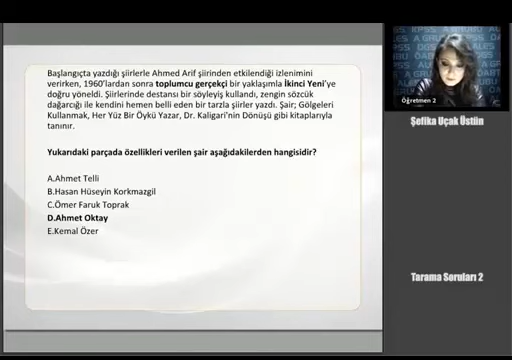 Başlangıçta yazdığı şiirlerle Ahmed Arif şiirinden etkilendiği izlenimini
verirken, 1960'lardan sonra toplumcu gerçekçi bir yaklaşımla İkinci Yeni'ye
doğru yöneldi. Şiirlerinde destansı bir söyleyiş kullandı, zengin sözcük
dağarcığı ile kendini hemen belli eden bir tarzla şiirler yazdı. Şair; Gölgeleri
Kullanmak, Her Yüz Bir Öykü Yazar, Dr. Kaligari'nin Dönüşü gibi kitaplarıyla
tanınır.
Yukarıdaki parçada özellikleri verilen şair aşağıdakilerden hangisidir?
A.Ahmet Telli
B.Hasan Hüseyin Korkmazgil
C.Ömer Faruk Toprak
D.Ahmet Oktay
E.Kemal Özer
Öğretmen 2
Şefika Uçak Üstün
Tarama Soruları 2